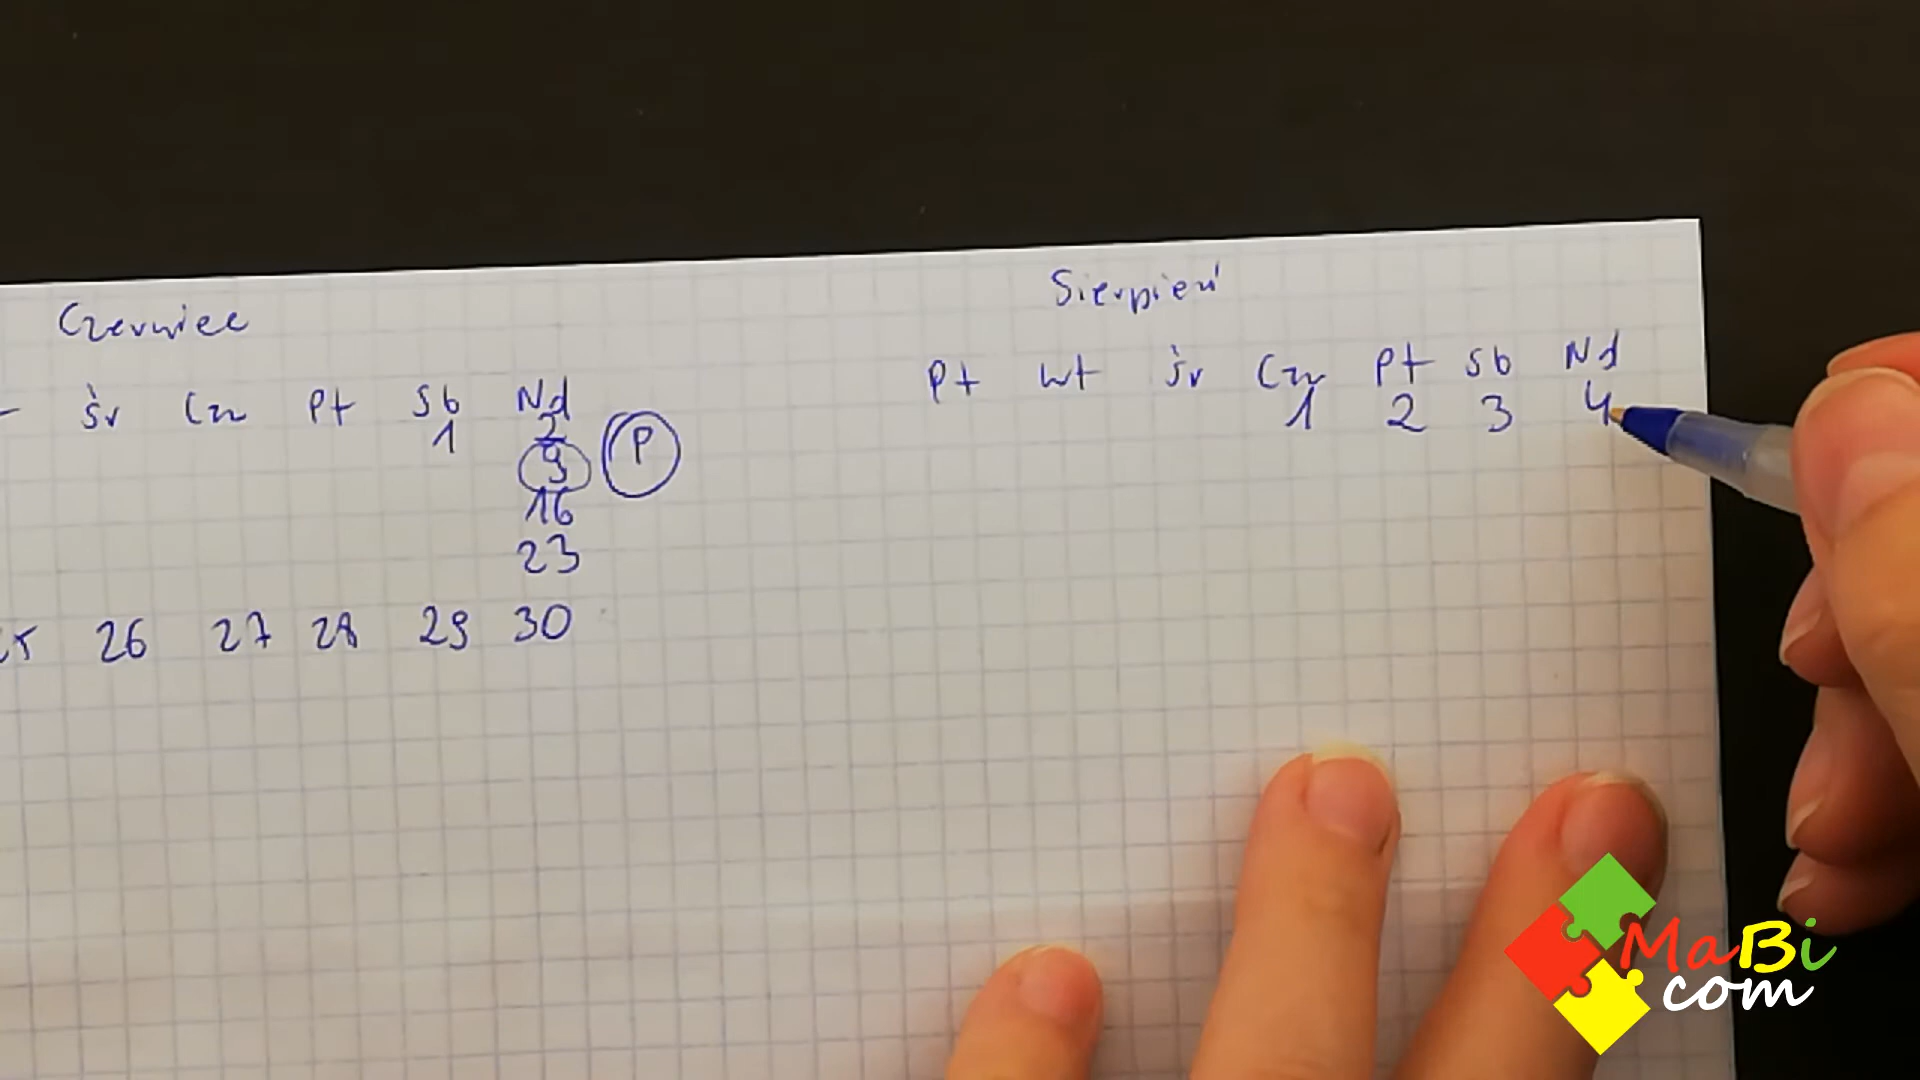 Czerwiec
śr Cz Pt Sb Nd
1 2
9 P
16
23
26 27 28 29 30
Sierpień
Pt wt śr Cz Pt Sb Nd
1 2 3 4
MaBi
com